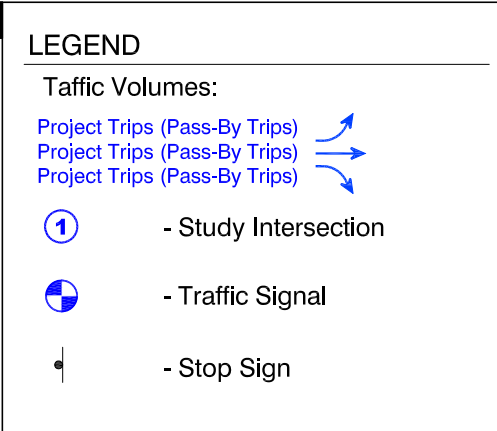 LEGEND
Taffic Volumes:
Project Trips (Pass-By Trips)
Project Trips (Pass-By Trips)
Project Trips (Pass-By Trips)
1 - Study Intersection
- Traffic Signal
- Stop Sign